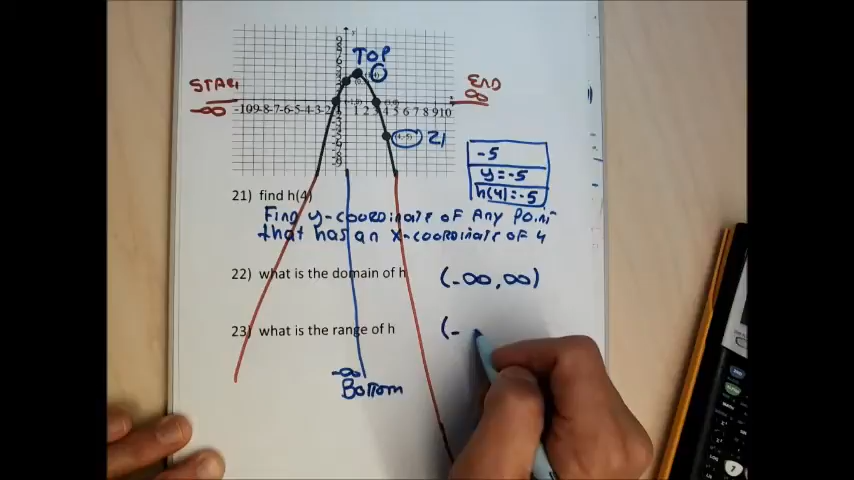 TOP
START
END
-∞
∞
-10-9-8-7-6-5-4-3-2-1
1 2 3 4 5 6 7 8 9 10
21
-5
y=-5
h(4)=-5
21) find h(4)
Find y-coordinate of Any Point
that has an x-coordinate of 4
22) what is the domain of h
(-∞,∞)
23) what is the range of h
(-
-∞
Bottom